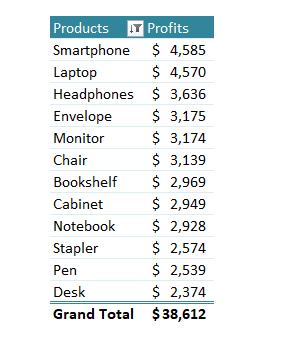 Products Profits
Smartphone $ 4,585
Laptop $ 4,570
Headphones $ 3,636
Envelope $ 3,175
Monitor $ 3,174
Chair $ 3,139
Bookshelf $ 2,969
Cabinet $ 2,949
Notebook $ 2,928
Stapler $ 2,574
Pen $ 2,539
Desk $ 2,374
Grand Total $38,612